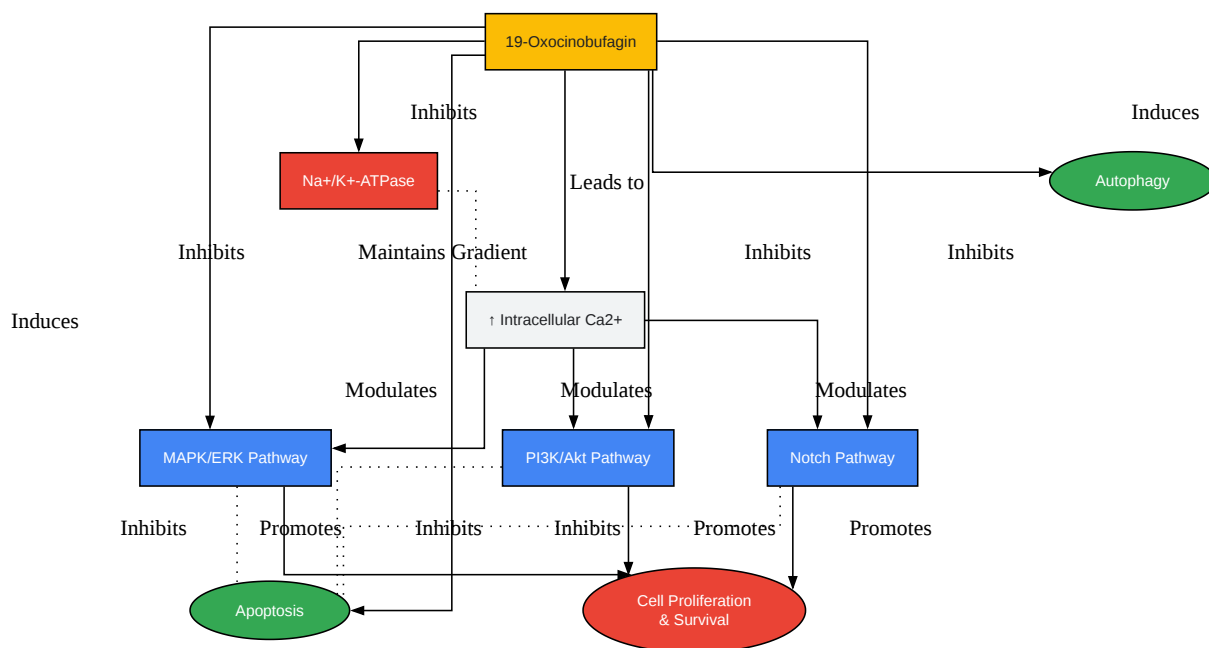 19-Oxocinobufagin
Inhibits
Induces
Na+/K+-ATPase
Leads to
Autophagy
Inhibits
Maintains Gradient
Inhibits
Inhibits
Induces
↑ Intracellular Ca2+
Modulates
Modulates
Modulates
MAPK/ERK Pathway
PI3K/Akt Pathway
Notch Pathway
Inhibits
Promotes
Inhibits
Inhibits
Promotes
Promotes
Apoptosis
Cell Proliferation
& Survival